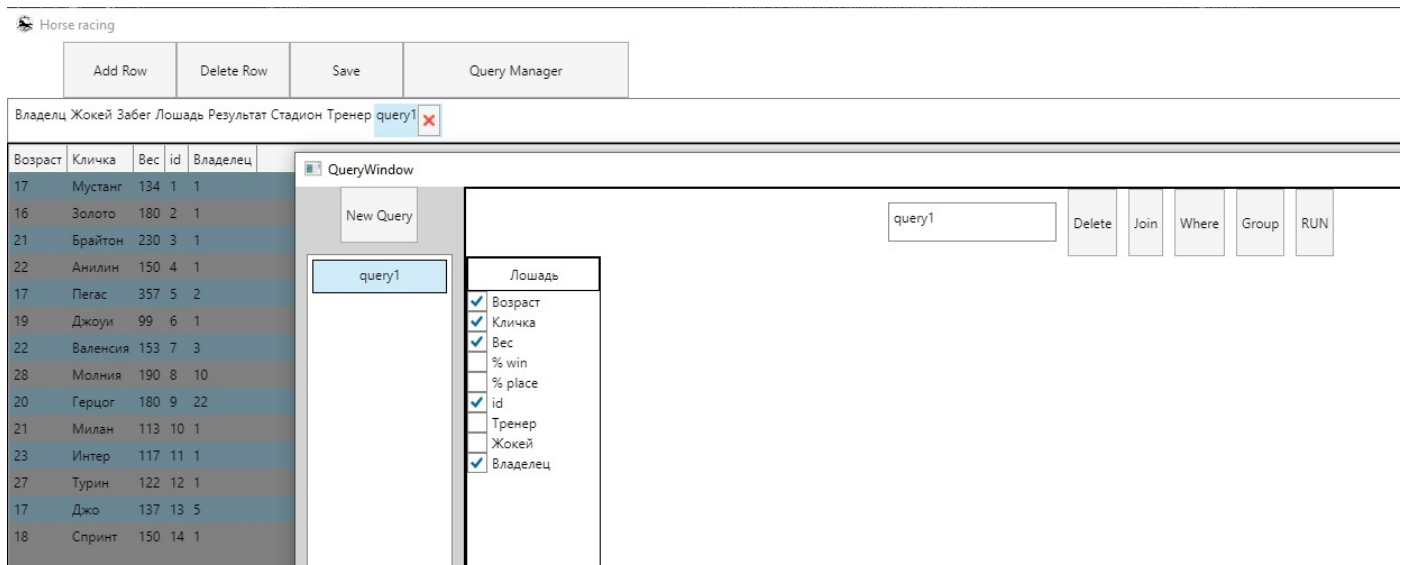 Horse racing
Add Row Delete Row Save Query Manager
Владелц Жокей Забег Лошадь Результат Стадион Тренер query1
Возраст Кличка Вес id Владелец
17 Мустанг 134 1 1
16 Золото 180 2 1
21 Брайтон 230 3 1
22 Анилин 150 4 1
17 Пегас 357 5 2
19 Джоуи 99 6 1
22 Валенсия 153 7 3
28 Молния 190 8 10
20 Герцог 180 9 22
21 Милан 113 10 1
23 Интер 117 11 1
27 Турин 122 12 1
17 Джо 137 13 5
18 Спринт 150 14 1
QueryWindow
New Query
query1
query1 Delete Join Where Group RUN
Лошадь
Возраст
Кличка
Вес
% win
% place
id
Тренер
Жокей
Владелец